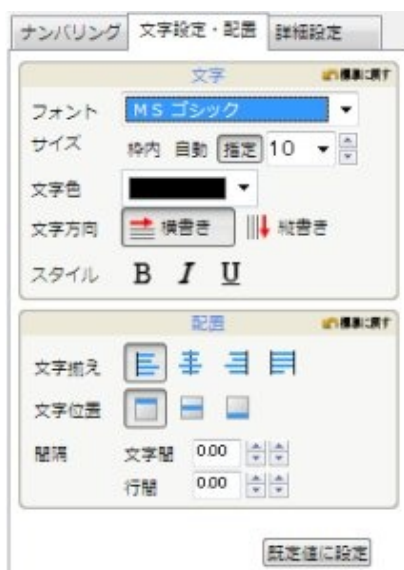 ナンバリング 文字設定・配置 詳細設定
文字 標準に戻す
フォント MS ゴシック
サイズ 枠内 自動 指定 10
文字色
文字方向 横書き 縦書き
スタイル B I U
配置 標準に戻す
文字揃え
文字位置
間隔 文字間 0.00
行間 0.00
既定値に設定